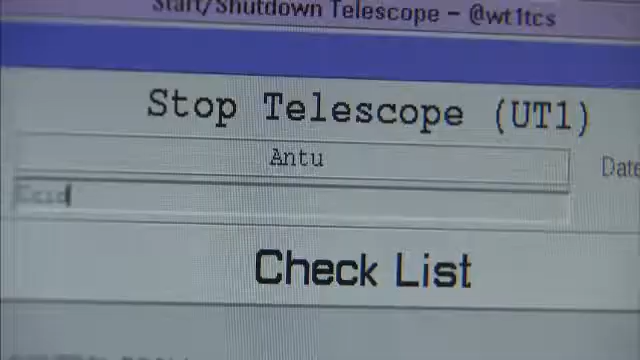 Start/Shutdown Telescope – @wt1tcs
Stop Telescope (UT1)
Antu
Date
Check List